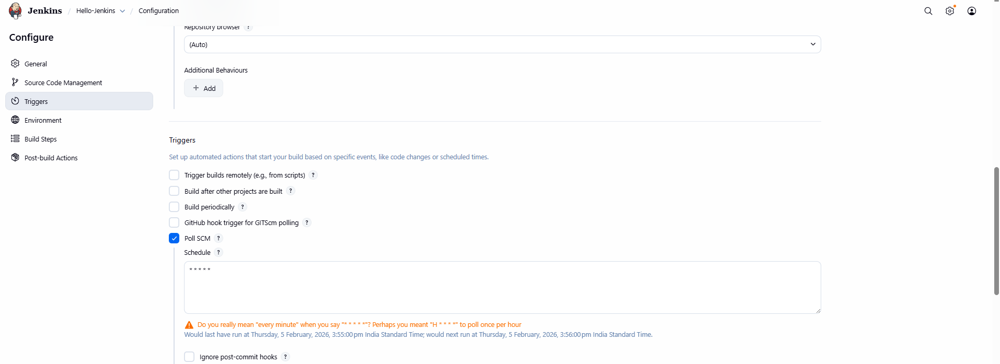 Jenkins / Hello-Jenkins / Configuration
Configure
General
Source Code Management
Triggers
Environment
Build Steps
Post-build Actions
Repository browser ?
(Auto)
Additional Behaviours
+ Add
Triggers
Set up automated actions that start your build based on specific events, like code changes or scheduled times.
Trigger builds remotely (e.g., from scripts) ?
Build after other projects are built ?
Build periodically ?
GitHub hook trigger for GITScm polling ?
Poll SCM ?
Schedule ?
* * * * *
Do you really mean "every minute" when you say "* * * * *"? Perhaps you meant "H * * * *" to poll once per hour
Would last have run at Thursday, 5 February, 2026, 3:55:00 pm India Standard Time; would next run at Thursday, 5 February, 2026, 3:56:00 pm India Standard Time.
Ignore post-commit hooks ?